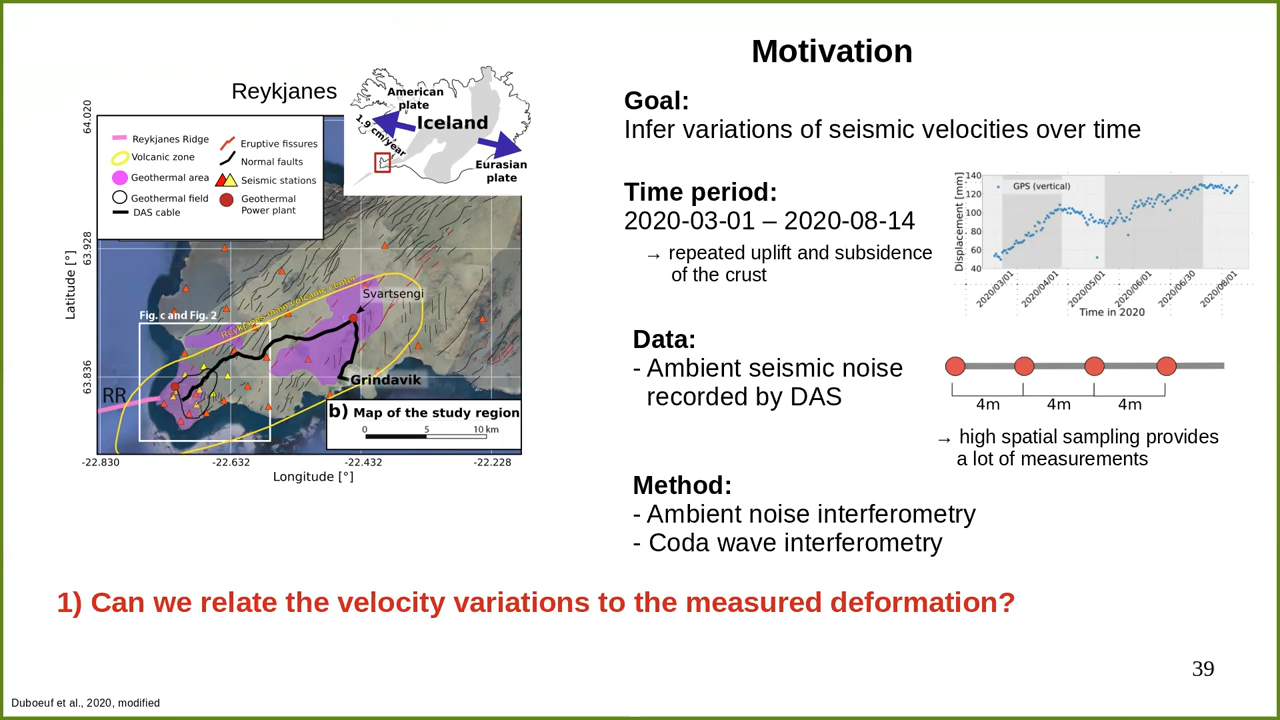 Motivation
Reykjanes
American
plate
1.9 cm/year
Iceland
Eurasian
plate
64.020
63.928
63.836
Latitude [°]
Reykjanes Ridge
Volcanic zone
Geothermal area
Geothermal field
DAS cable
Eruptive fissures
Normal faults
Seismic stations
Geothermal
Power plant
Reykjanes main volcanic center
Svartsengi
Fig. c and Fig. 2
Grindavik
RR
b) Map of the study region
0 5 10 km
-22.830 -22.632 -22.432 -22.228
Longitude [°]
Goal:
Infer variations of seismic velocities over time
Time period:
2020-03-01 – 2020-08-14
→ repeated uplift and subsidence
of the crust
Displacement [mm]
140
120
100
80
60
40
GPS (vertical)
2020/03/01 2020/04/01 2020/05/01 2020/06/01 2020/06/30 2020/08/01
Time in 2020
Data:
- Ambient seismic noise
recorded by DAS
4m 4m 4m
→ high spatial sampling provides
a lot of measurements
Method:
- Ambient noise interferometry
- Coda wave interferometry
1) Can we relate the velocity variations to the measured deformation?
39
Duboeuf et al., 2020, modified